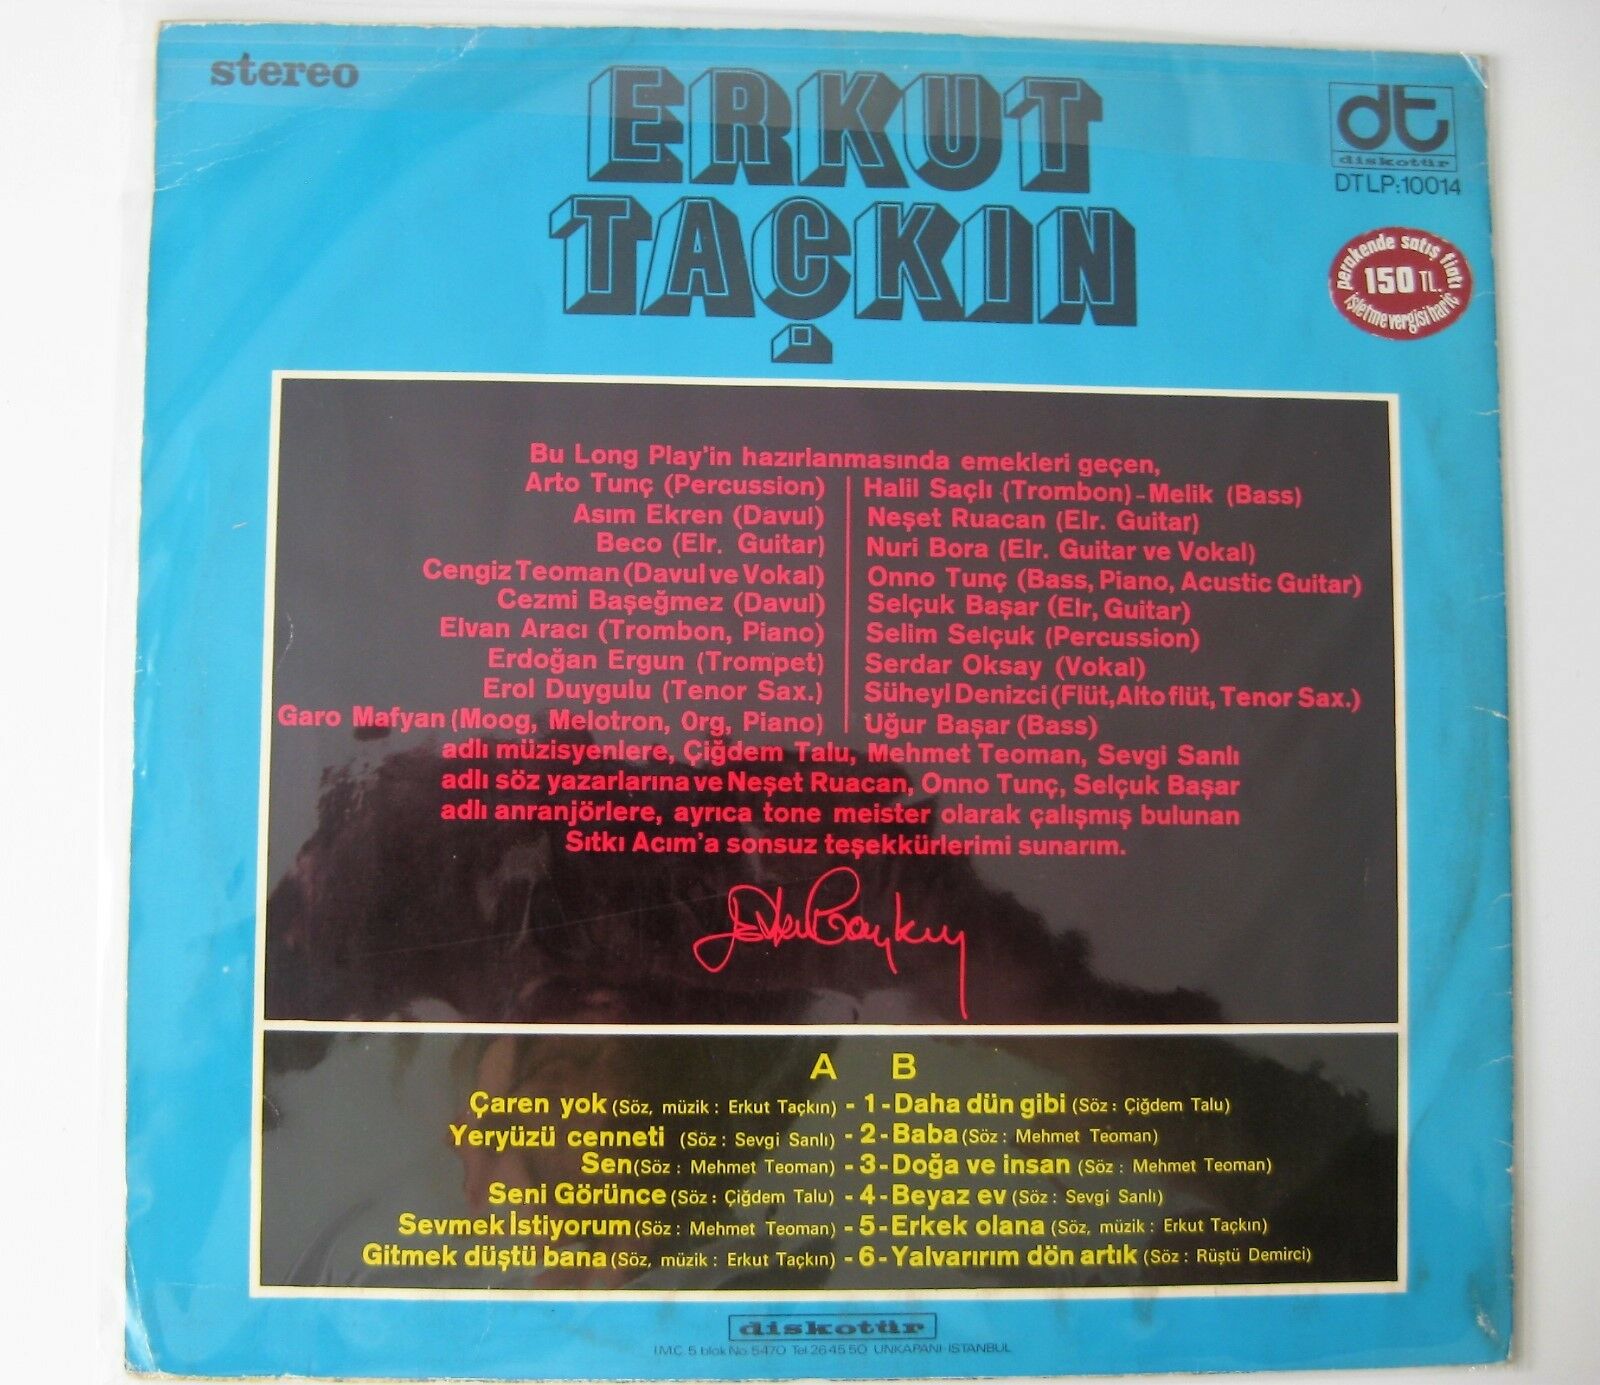 stereo
ERKUT
TAÇKIN
dt
diskotür
DTLP:10014
perakende satış fiatı
150 TL.
işletme vergisi hariç
Bu Long Play'in hazırlanmasında emekleri geçen,
Arto Tunç (Percussion)
Asım Ekren (Davul)
Beco (Elr. Guitar)
Cengiz Teoman (Davul ve Vokal)
Cezmi Başeğmez (Davul)
Elvan Aracı (Trombon, Piano)
Erdoğan Ergun (Trompet)
Erol Duygulu (Tenor Sax.)
Garo Mafyan (Moog, Melotron, Org, Piano)
Halil Saçlı (Trombon) - Melik (Bass)
Neşet Ruacan (Elr. Guitar)
Nuri Bora (Elr. Guitar ve Vokal)
Onno Tunç (Bass, Piano, Acustic Guitar)
Selçuk Başar (Elr, Guitar)
Selim Selçuk (Percussion)
Serdar Oksay (Vokal)
Süheyl Denizci (Flüt, Alto flüt, Tenor Sax.)
Uğur Başar (Bass)
adlı müzisyenlere, Çiğdem Talu, Mehmet Teoman, Sevgi Sanlı
adlı söz yazarlarına ve Neşet Ruacan, Onno Tunç, Selçuk Başar
adlı anranjörlere, ayrıca tone meister olarak çalışmış bulunan
Sıtkı Acım'a sonsuz teşekkürlerimi sunarım.
A B
Çaren yok (Söz, müzik : Erkut Taçkın) - 1 - Daha dün gibi (Söz : Çiğdem Talu)
Yeryüzü cenneti (Söz : Sevgi Sanlı) - 2 - Baba (Söz : Mehmet Teoman)
Sen (Söz : Mehmet Teoman) - 3 - Doğa ve insan (Söz : Mehmet Teoman)
Seni Görünce (Söz : Çiğdem Talu) - 4 - Beyaz ev (Söz : Sevgi Sanlı)
Sevmek İstiyorum (Söz : Mehmet Teoman) - 5 - Erkek olana (Söz, müzik : Erkut Taçkın)
Gitmek düştü bana (Söz, müzik : Erkut Taçkın) - 6 - Yalvarırım dön artık (Söz : Rüştü Demirci)
diskotür
I.M.C. 5 blok No. 5470 Tel 26 45 50 UNKAPANI-İSTANBUL